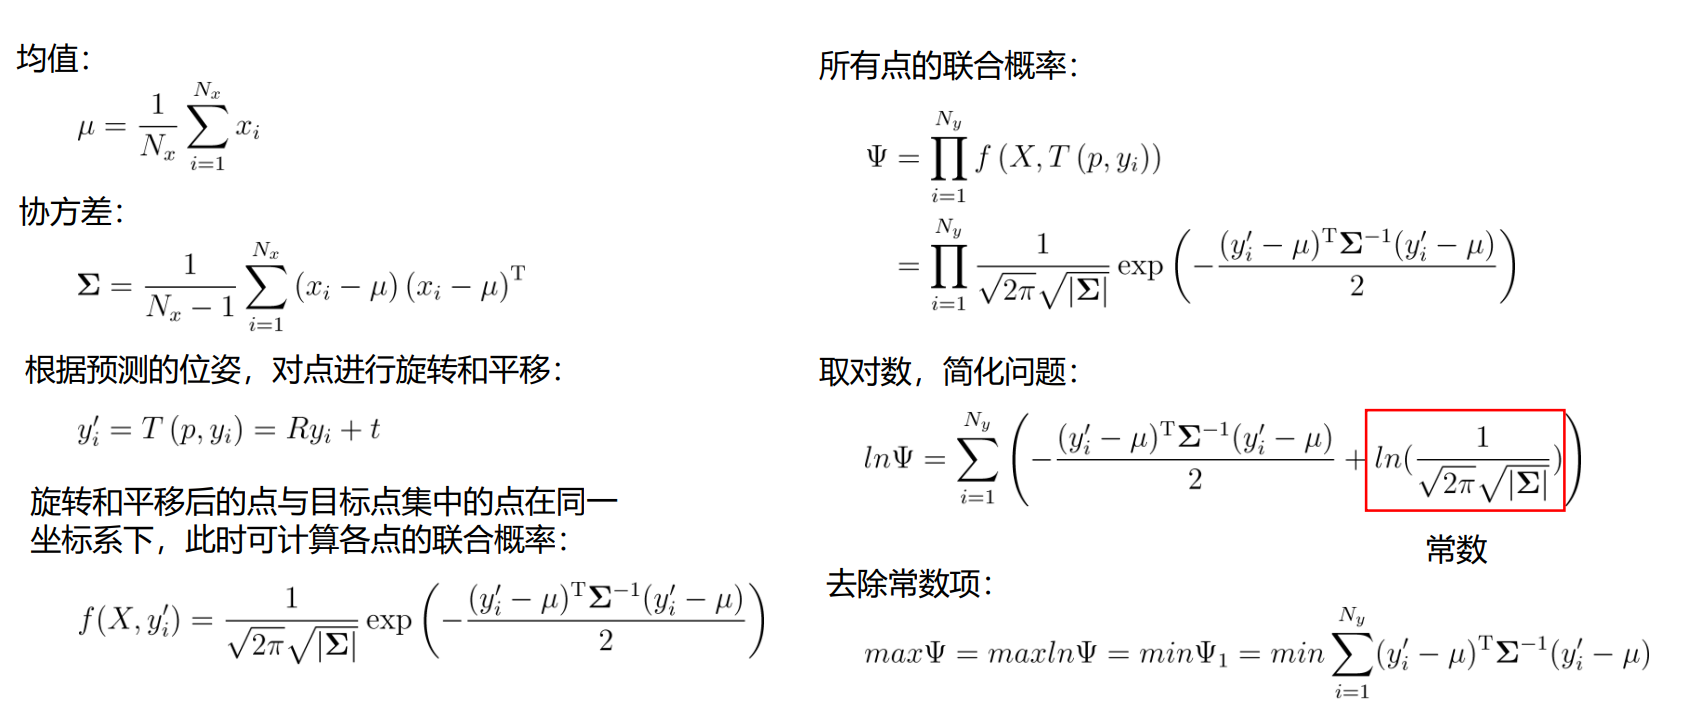 均值：
$\mu = \frac{1}{N_x} \sum_{i=1}^{N_x} x_i$
协方差：
$\mathbf{\Sigma} = \frac{1}{N_x - 1} \sum_{i=1}^{N_x} (x_i - \mu)(x_i - \mu)^{\mathrm{T}}$
根据预测的位姿，对点进行旋转和平移：
$y_i' = T(p, y_i) = Ry_i + t$
旋转和平移后的点与目标点集中的点在同一
坐标系下，此时可计算各点的联合概率：
$f(X, y_i') = \frac{1}{\sqrt{2\pi}\sqrt{|\mathbf{\Sigma}|}} \exp\left(-\frac{(y_i' - \mu)^{\mathrm{T}} \mathbf{\Sigma}^{-1} (y_i' - \mu)}{2}\right)$
所有点的联合概率：
$\Psi = \prod_{i=1}^{N_y} f(X, T(p, y_i))$
$= \prod_{i=1}^{N_y} \frac{1}{\sqrt{2\pi}\sqrt{|\mathbf{\Sigma}|}} \exp\left(-\frac{(y_i' - \mu)^{\mathrm{T}} \mathbf{\Sigma}^{-1} (y_i' - \mu)}{2}\right)$
取对数，简化问题：
$ln\Psi = \sum_{i=1}^{N_y} \left(-\frac{(y_i' - \mu)^{\mathrm{T}} \mathbf{\Sigma}^{-1} (y_i' - \mu)}{2} + ln(\frac{1}{\sqrt{2\pi}\sqrt{|\mathbf{\Sigma}|}})\right)$
常数
去除常数项：
$max\Psi = maxln\Psi = min\Psi_1 = min \sum_{i=1}^{N_y} (y_i' - \mu)^{\mathrm{T}} \mathbf{\Sigma}^{-1} (y_i' - \mu)$